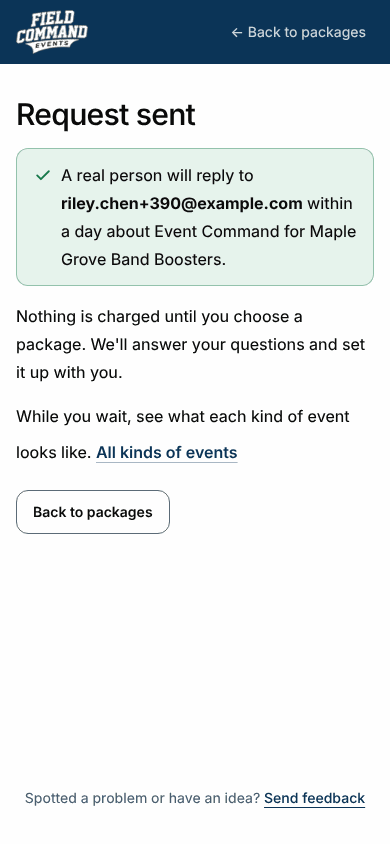 FIELD
COMMAND
EVENTS
← Back to packages
Request sent
A real person will reply to
riley.chen+390@example.com within
a day about Event Command for Maple
Grove Band Boosters.
Nothing is charged until you choose a
package. We'll answer your questions and set
it up with you.
While you wait, see what each kind of event
looks like. All kinds of events
Back to packages
Spotted a problem or have an idea? Send feedback